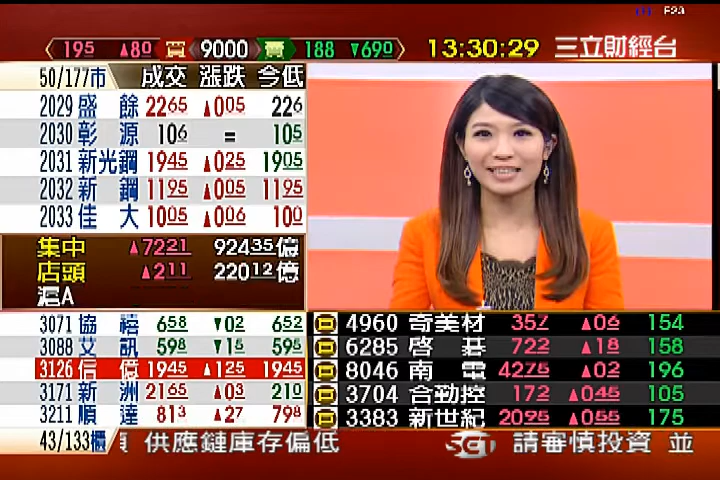 F23
195 ▲80 買 9000 賣 188 ▼690 13:30:29 三立財經台
50/177市 成交 漲跌 今低
2029 盛餘 2265 ▲005 226
2030 彰源 106 = 105
2031 新光鋼 1945 ▲025 1905
2032 新鋼 1195 ▲005 1195
2033 佳大 1005 ▲006 100
集中 ▲7221 92435億
店頭 ▲211 22012億
滬A
3071 協禧 658 ▼02 652
3088 艾訊 598 ▼15 595
3126 信億 1945 ▲125 1945
3171 新洲 2165 ▲03 210
3211 順達 813 ▲27 798
4960 奇美材 357 ▲06 154
6285 啓碁 722 ▲18 158
8046 南電 4275 ▲02 196
3704 合勤控 172 ▲045 105
3383 新世紀 2095 ▲055 175
43/133櫃 供應鏈庫存偏低 SET 請審慎投資 並